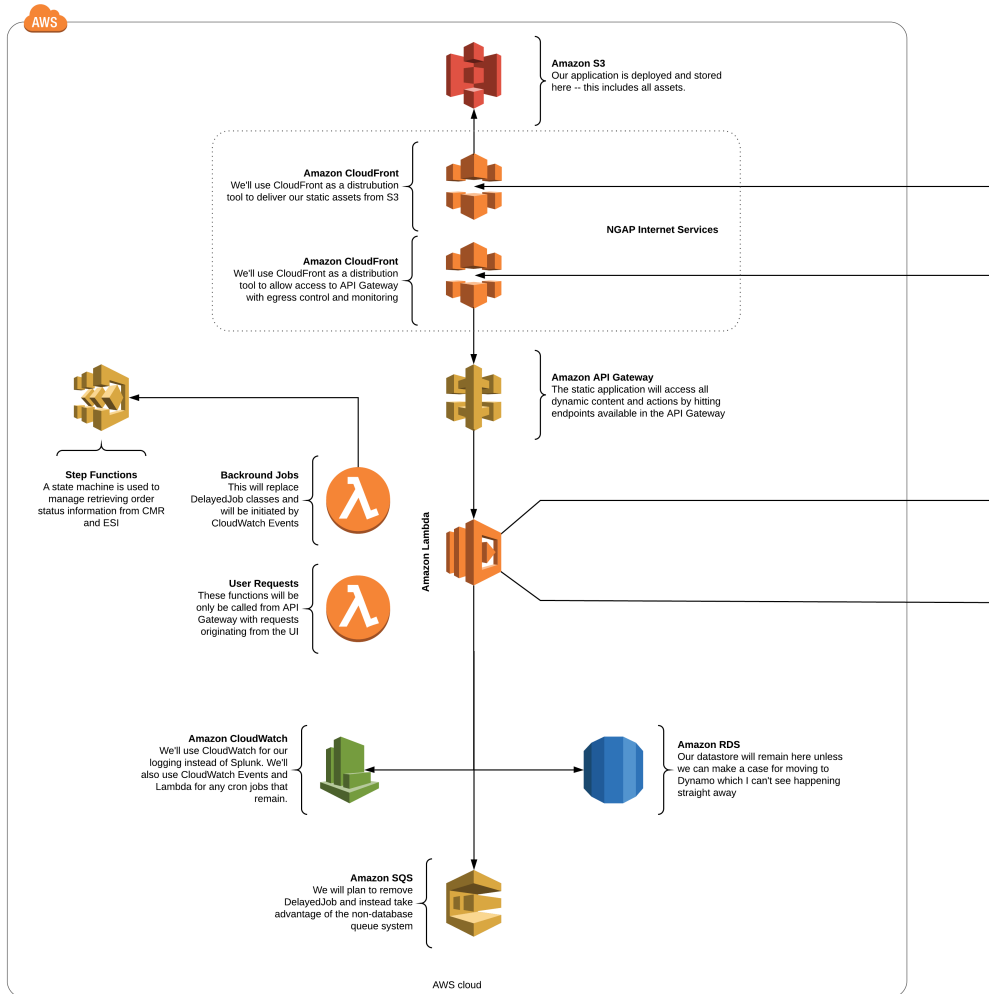 AWS
Amazon S3
Our application is deployed and stored
here -- this includes all assets.
Amazon CloudFront
We'll use CloudFront as a distrubution
tool to deliver our static assets from S3
NGAP Internet Services
Amazon CloudFront
We'll use CloudFront as a distribution
tool to allow access to API Gateway
with egress control and monitoring
Amazon API Gateway
The static application will access all
dynamic content and actions by hitting
endpoints available in the API Gateway
Step Functions
A state machine is used to
manage retrieving order
status information from CMR
and ESI
Backround Jobs
This will replace
DelayedJob classes and
will be initiated by
CloudWatch Events
Amazon Lambda
User Requests
These functions will be
only be called from API
Gateway with requests
originating from the UI
Amazon CloudWatch
We'll use CloudWatch for our
logging instead of Splunk. We'll
also use CloudWatch Events and
Lambda for any cron jobs that
remain.
Amazon RDS
Our datastore will remain here unless
we can make a case for moving to
Dynamo which I can't see happening
straight away
Amazon SQS
We will plan to remove
DelayedJob and instead take
advantage of the non-database
queue system
AWS cloud